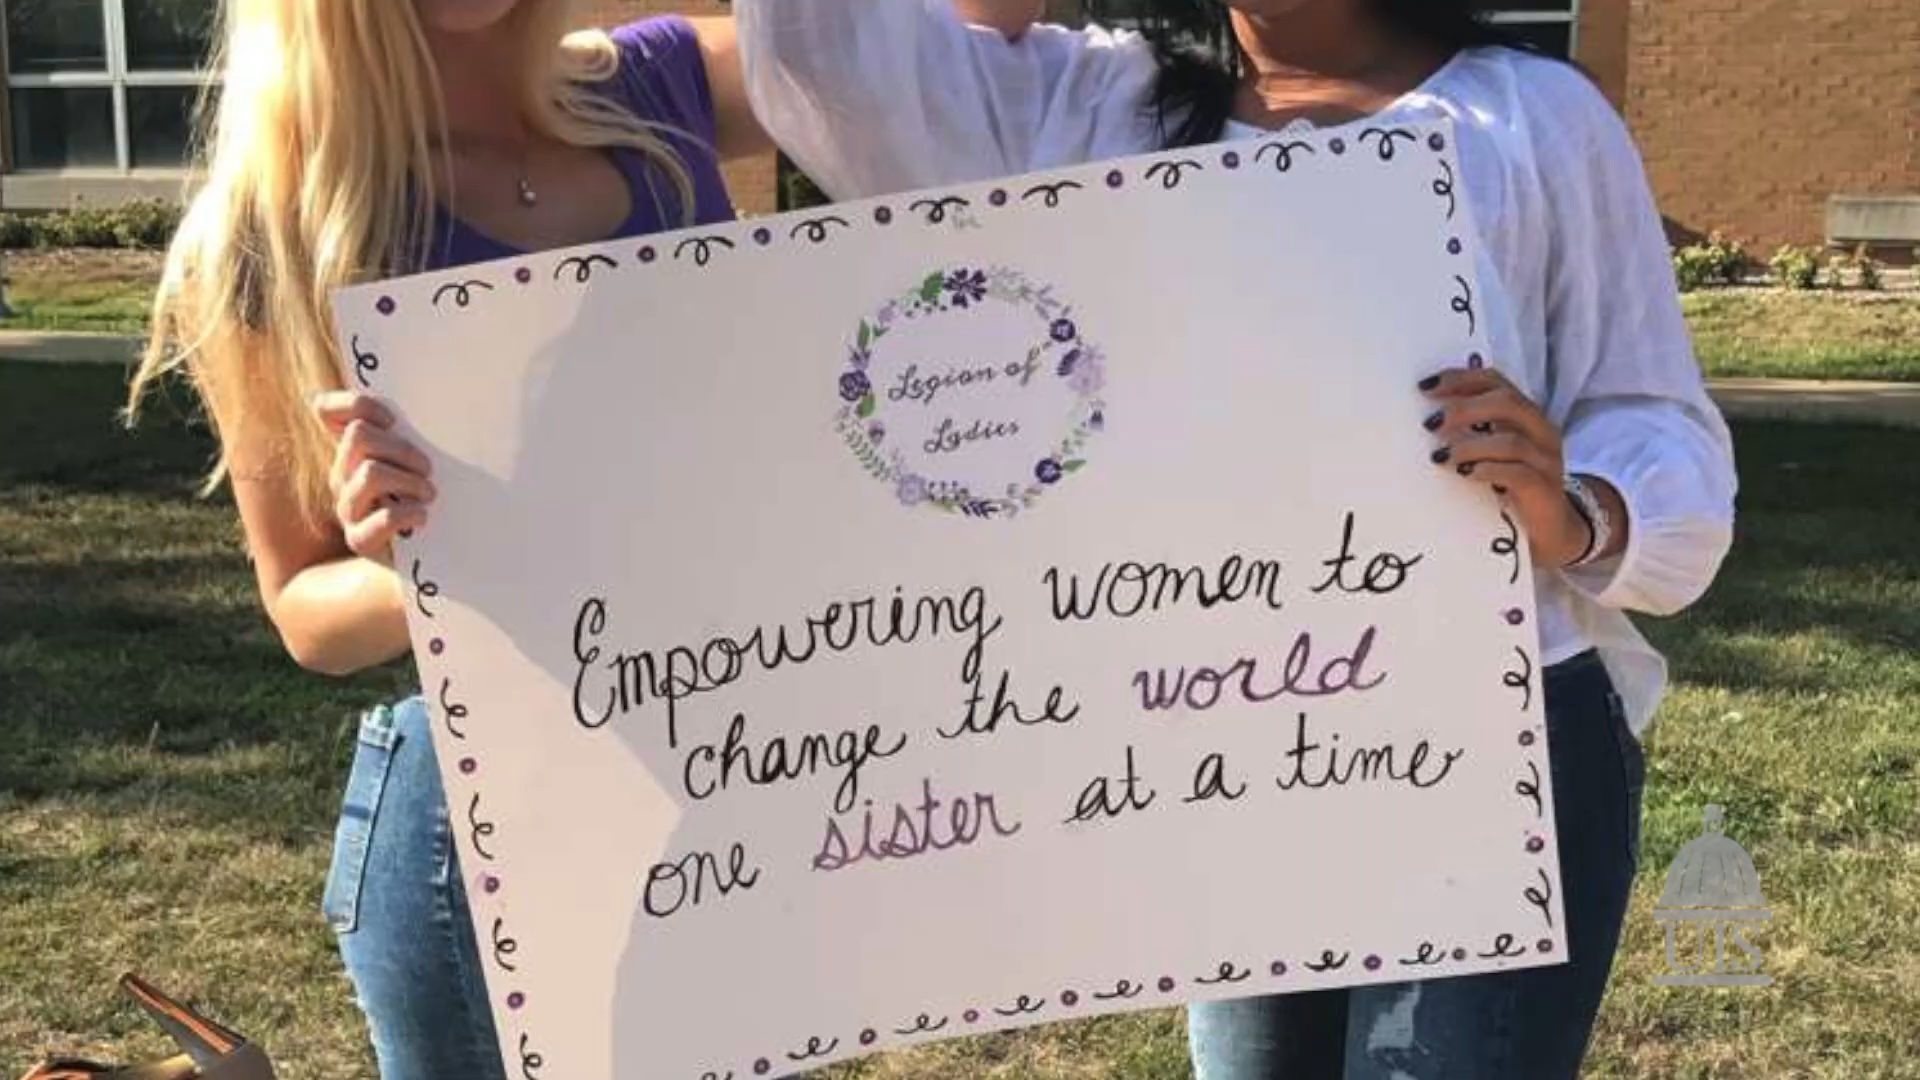 Legion of
Ladies
Empowering women to
change the world
one sister at a time
UIS